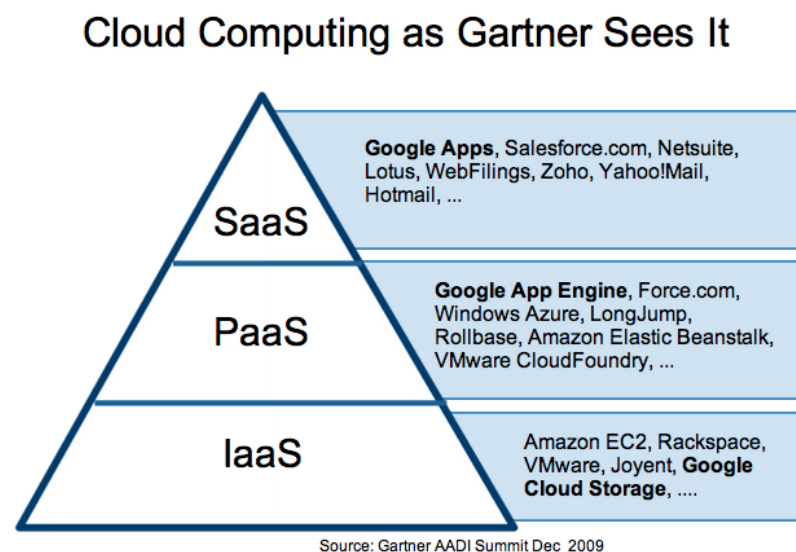 Cloud Computing as Gartner Sees It
Google Apps, Salesforce.com, Netsuite,
Lotus, WebFilings, Zoho, Yahoo!Mail,
Hotmail, ...
SaaS
Google App Engine, Force.com,
Windows Azure, LongJump,
Rollbase, Amazon Elastic Beanstalk,
VMware CloudFoundry, ...
PaaS
Amazon EC2, Rackspace,
VMware, Joyent, Google
Cloud Storage, ....
IaaS
Source: Gartner AADI Summit Dec 2009